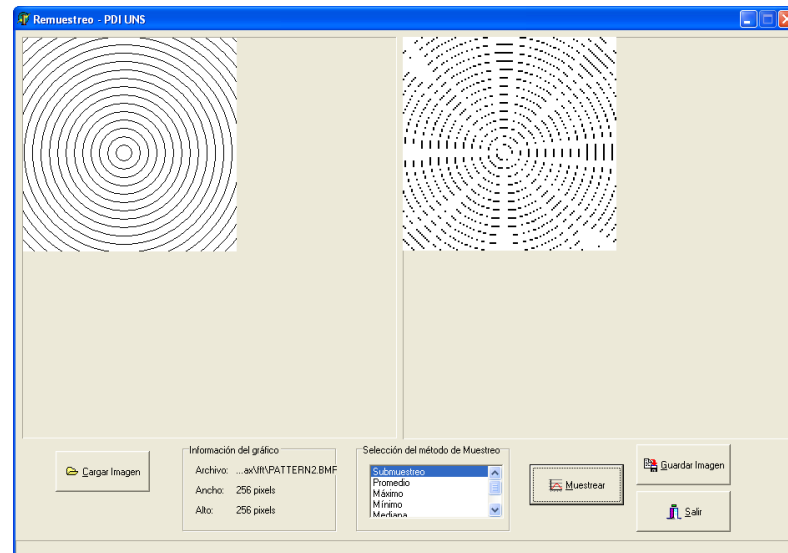 Remuestreo - PDI UNS
Cargar Imagen
Información del gráfico
Archivo: ...ax\fft\PATTERN2.BMP
Ancho: 256 pixels
Alto: 256 pixels
Selección del método de Muestreo
Submuestreo
Promedio
Máximo
Mínimo
Mediana
Muestrear
Guardar Imagen
Salir